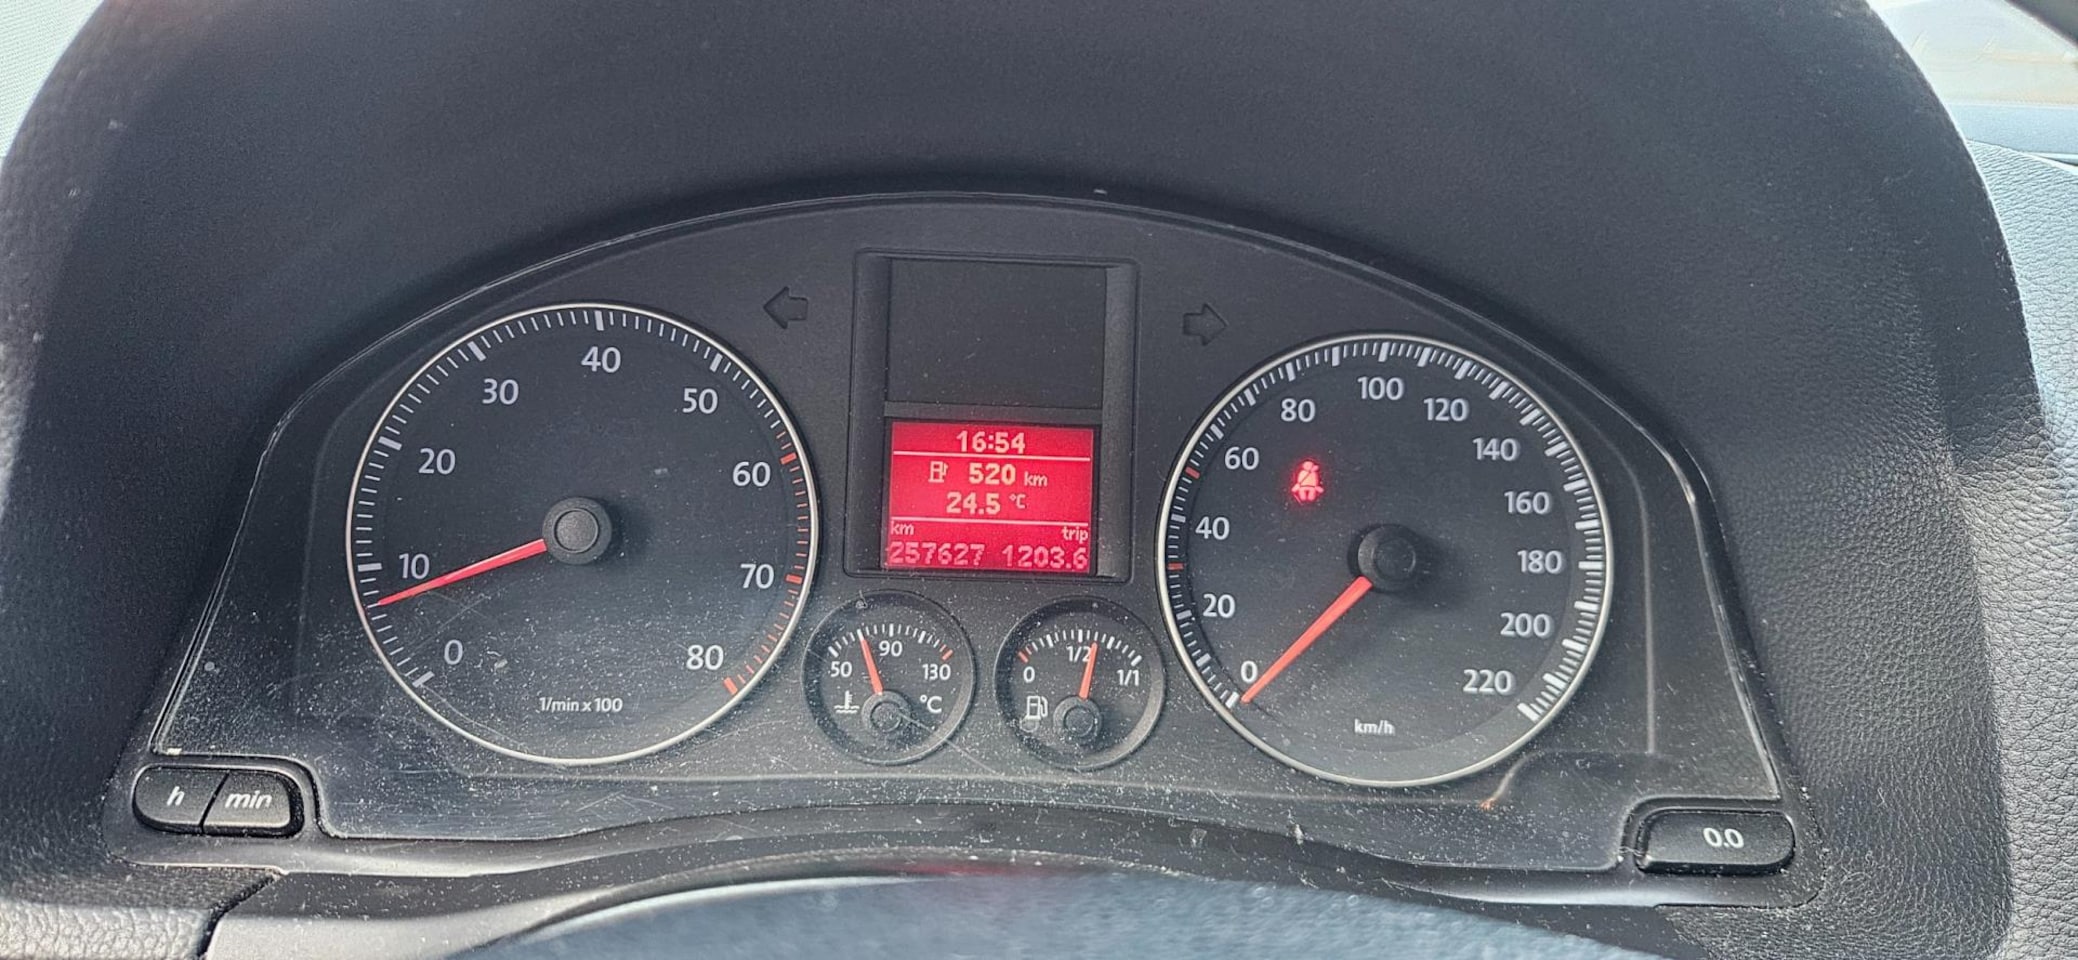 0 10 20 30 40 50 60 70 80
1/min x 100
16:54
520 km
24.5 °C
km trip
257627 1203.6
50 90 130
°C
0 1/2 1/1
0 20 40 60 80 100 120 140 160 180 200 220
km/h
h min
0.0